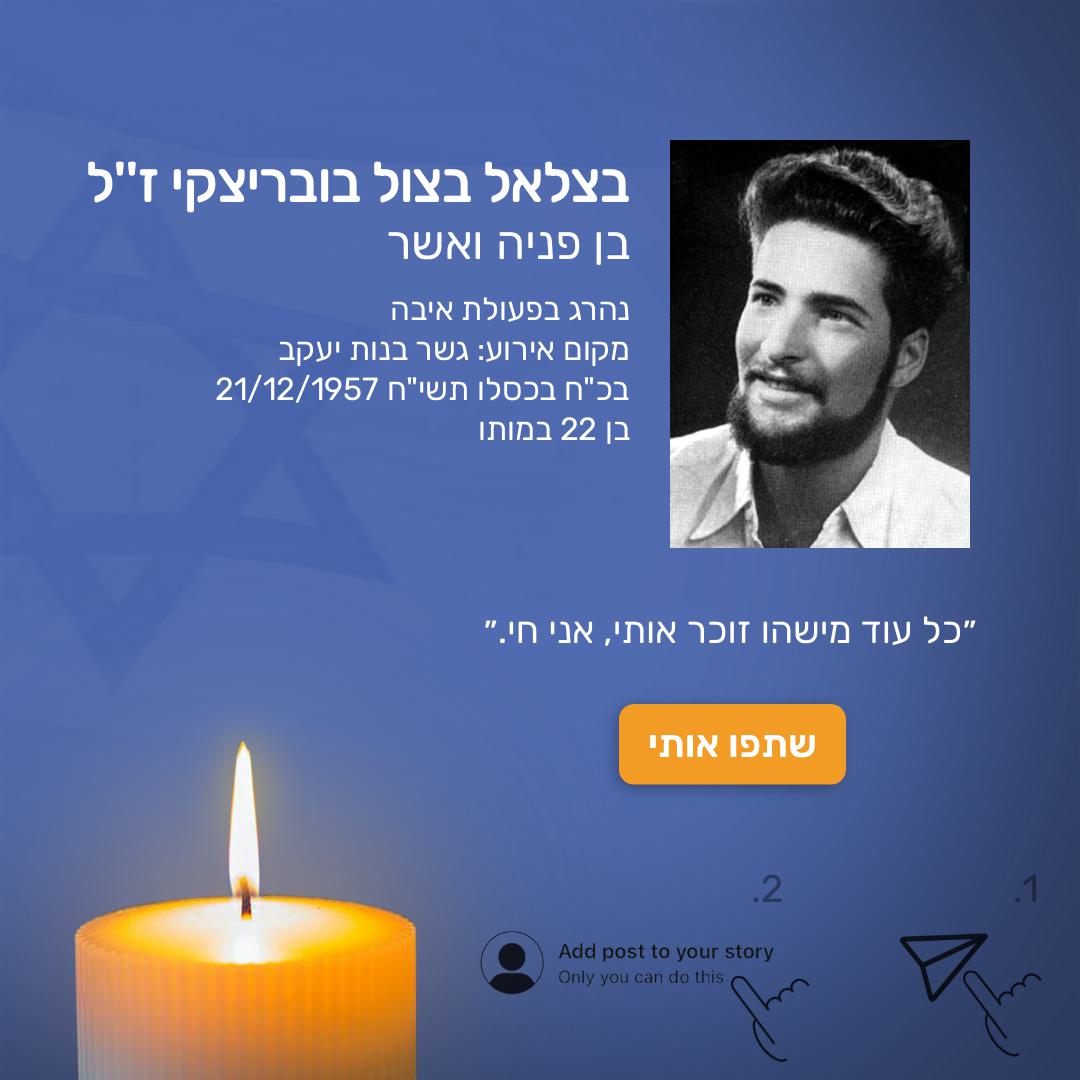 בצלאל בצול בובריצקי ז"ל
בן פניה ואשר
נהרג בפעולת איבה
מקום אירוע: גשר בנות יעקב
בכ"ח בכסלו תשי"ח 21/12/1957
בן 22 במותו
״כל עוד מישהו זוכר אותי, אני חי.״
שתפו אותי
1.
2.
Add post to your story
Only you can do this